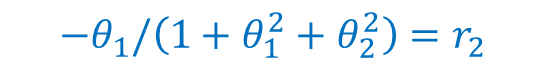 −θ₁/(1 + θ₁² + θ₂²) = r₂